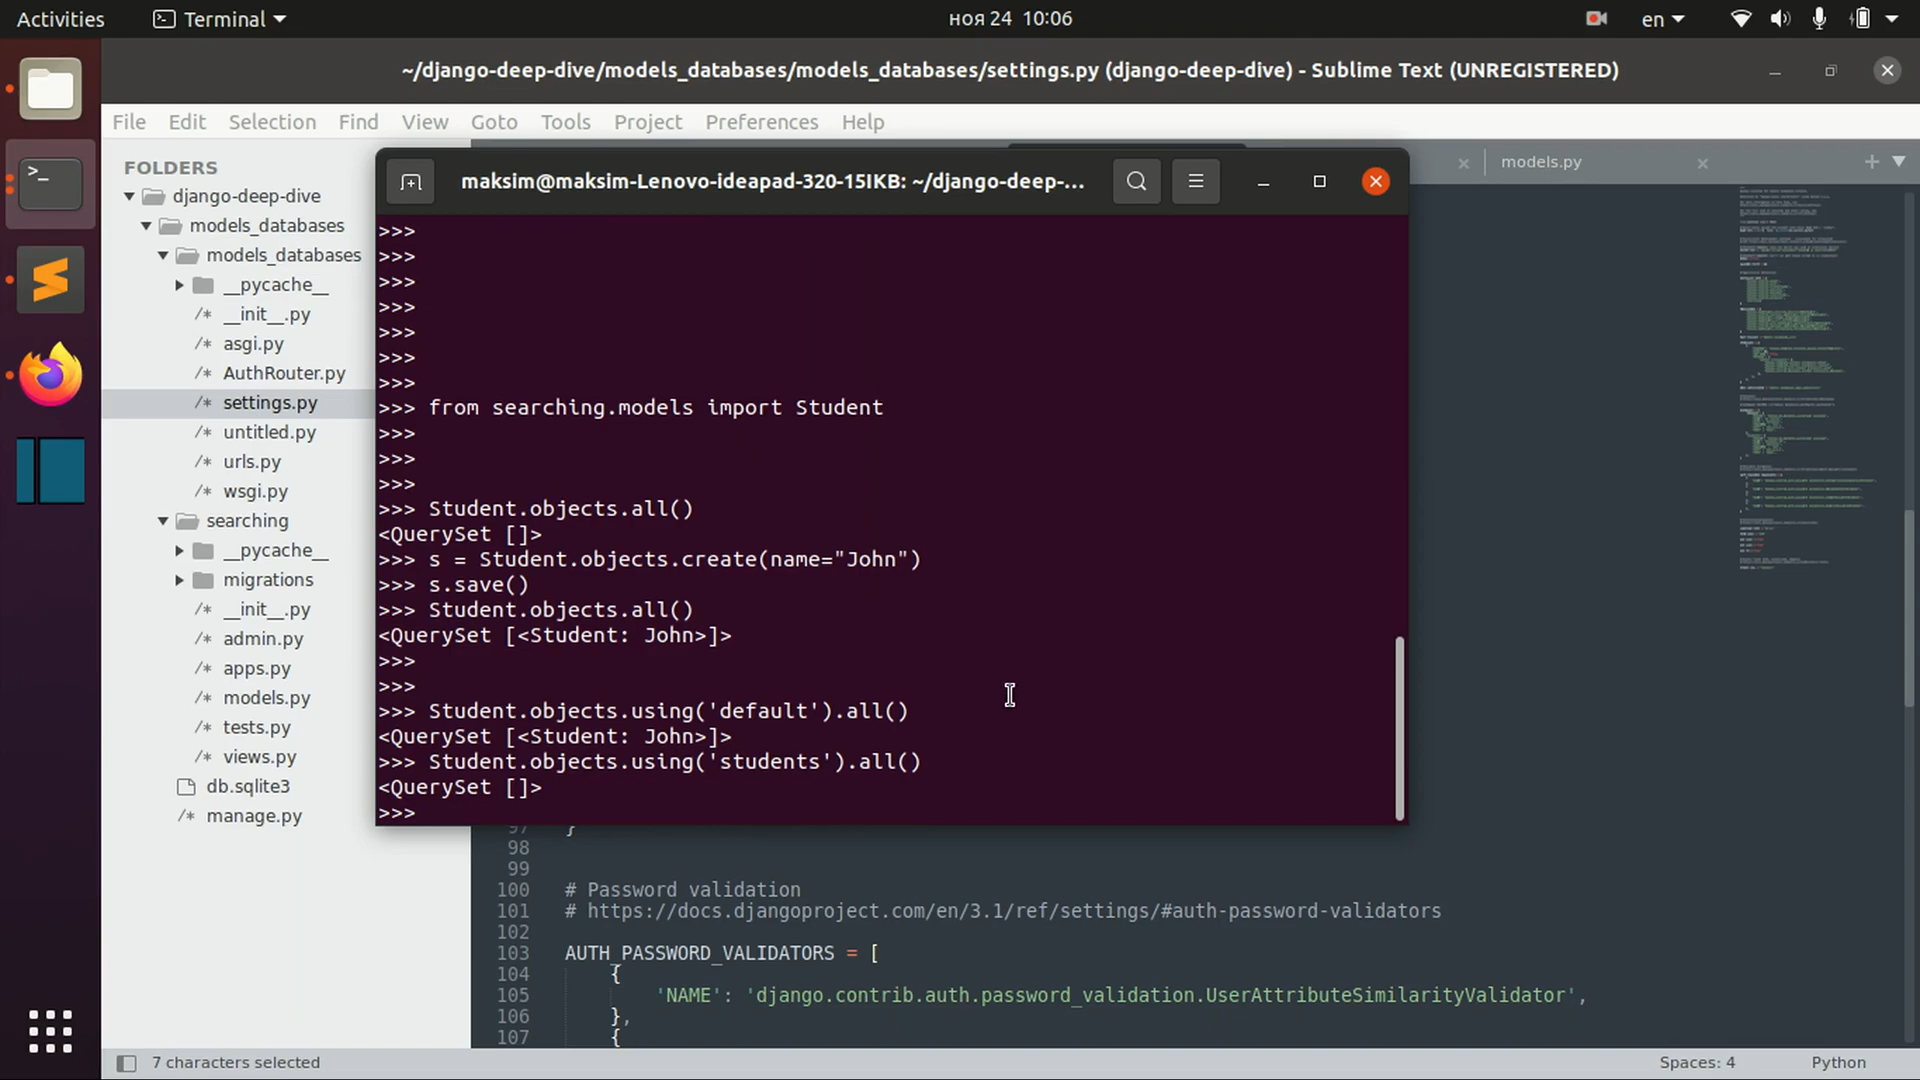 Activities
Terminal
ноя 24 10:06
en
~/django-deep-dive/models_databases/models_databases/settings.py (django-deep-dive) - Sublime Text (UNREGISTERED)
File Edit Selection Find View Goto Tools Project Preferences Help
FOLDERS
django-deep-dive
models_databases
models_databases
__pycache__
/* __init__.py
/* asgi.py
/* AuthRouter.py
/* settings.py
/* untitled.py
/* urls.py
/* wsgi.py
searching
__pycache__
migrations
/* __init__.py
/* admin.py
/* apps.py
/* models.py
/* tests.py
/* views.py
db.sqlite3
/* manage.py
models.py
maksim@maksim-Lenovo-ideapad-320-15IKB: ~/django-deep-...
>>>
>>>
>>>
>>>
>>>
>>>
>>>
>>> from searching.models import Student
>>>
>>>
>>>
>>> Student.objects.all()
<QuerySet []>
>>> s = Student.objects.create(name="John")
>>> s.save()
>>> Student.objects.all()
<QuerySet [<Student: John>]>
>>>
>>>
>>> Student.objects.using('default').all()
<QuerySet [<Student: John>]>
>>> Student.objects.using('students').all()
<QuerySet []>
>>>
97 }
98
99
100 # Password validation
101 # https://docs.djangoproject.com/en/3.1/ref/settings/#auth-password-validators
102
103 AUTH_PASSWORD_VALIDATORS = [
104 {
105 'NAME': 'django.contrib.auth.password_validation.UserAttributeSimilarityValidator',
106 },
107 {
7 characters selected
Spaces: 4
Python